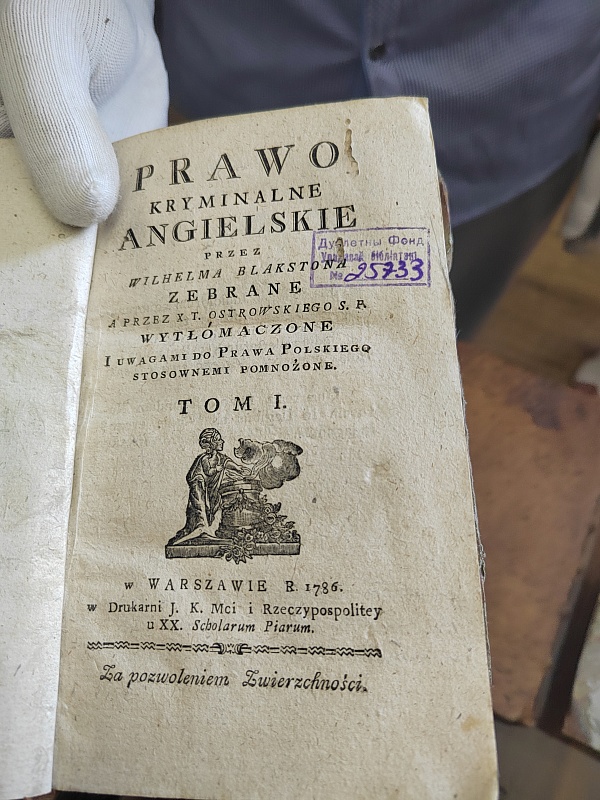 PRAWO
KRYMINALNE
ANGIELSKIE
PRZEZ
WILHELMA BLAKSTONA
ZEBRANE
A PRZEZ X. T. OSTROWSKIEGO S. P.
WYTŁÓMACZONE
I UWAGAMI DO PRAWA POLSKIEGO
STOSOWNEMI POMNOŻONE.
TOM I.
w WARSZAWIE R. 1786.
w Drukarni J. K. Mci i Rzeczypospolitey
u XX. Scholarum Piarum.
Za pozwoleniem Zwierzchności.
Дублетны Фонд
№ 25733